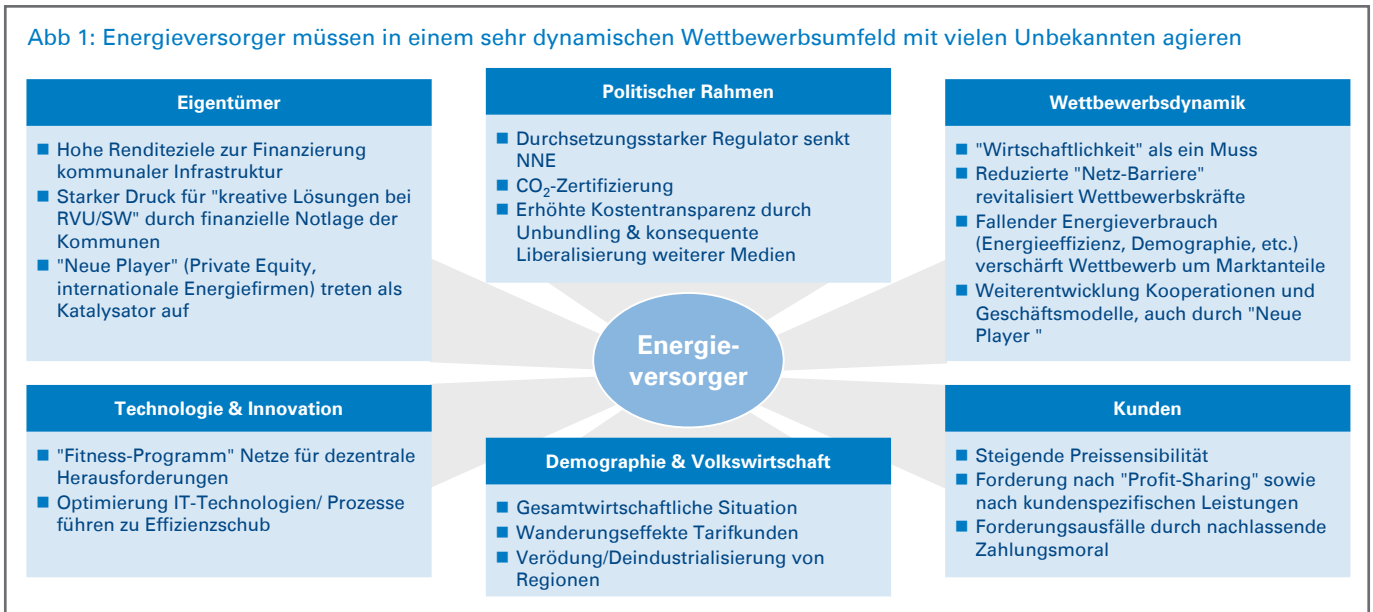 Abb 1: Energieversorger müssen in einem sehr dynamischen Wettbewerbsumfeld mit vielen Unbekannten agieren
Eigentümer
■ Hohe Renditeziele zur Finanzierung
kommunaler Infrastruktur
■ Starker Druck für "kreative Lösungen bei
RVU/SW" durch finanzielle Notlage der
Kommunen
■ "Neue Player" (Private Equity,
internationale Energiefirmen) treten als
Katalysator auf
Politischer Rahmen
■ Durchsetzungsstarker Regulator senkt
NNE
■ CO₂-Zertifizierung
■ Erhöhte Kostentransparenz durch
Unbundling & konsequente
Liberalisierung weiterer Medien
Wettbewerbsdynamik
■ "Wirtschaftlichkeit" als ein Muss
■ Reduzierte "Netz-Barriere"
revitalisiert Wettbewerbskräfte
■ Fallender Energieverbrauch
(Energieeffizienz, Demographie, etc.)
verschärft Wettbewerb um Marktanteile
■ Weiterentwicklung Kooperationen und
Geschäftsmodelle, auch durch "Neue
Player "
Energie-
versorger
Technologie & Innovation
■ "Fitness-Programm" Netze für dezentrale
Herausforderungen
■ Optimierung IT-Technologien/ Prozesse
führen zu Effizienzschub
Demographie & Volkswirtschaft
■ Gesamtwirtschaftliche Situation
■ Wanderungseffekte Tarifkunden
■ Verödung/Deindustrialisierung von
Regionen
Kunden
■ Steigende Preissensibilität
■ Forderung nach "Profit-Sharing" sowie
nach kundenspezifischen Leistungen
■ Forderungsausfälle durch nachlassende
Zahlungsmoral